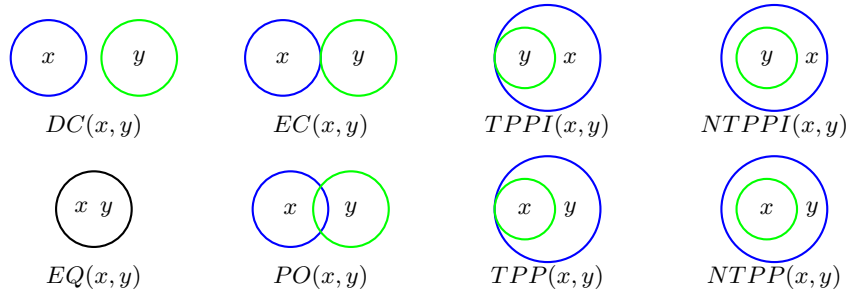 x y x y y x y x
DC(x, y) EC(x, y) TPPI(x, y) NTPPI(x, y)
x y x y x y x y
EQ(x, y) PO(x, y) TPP(x, y) NTPP(x, y)